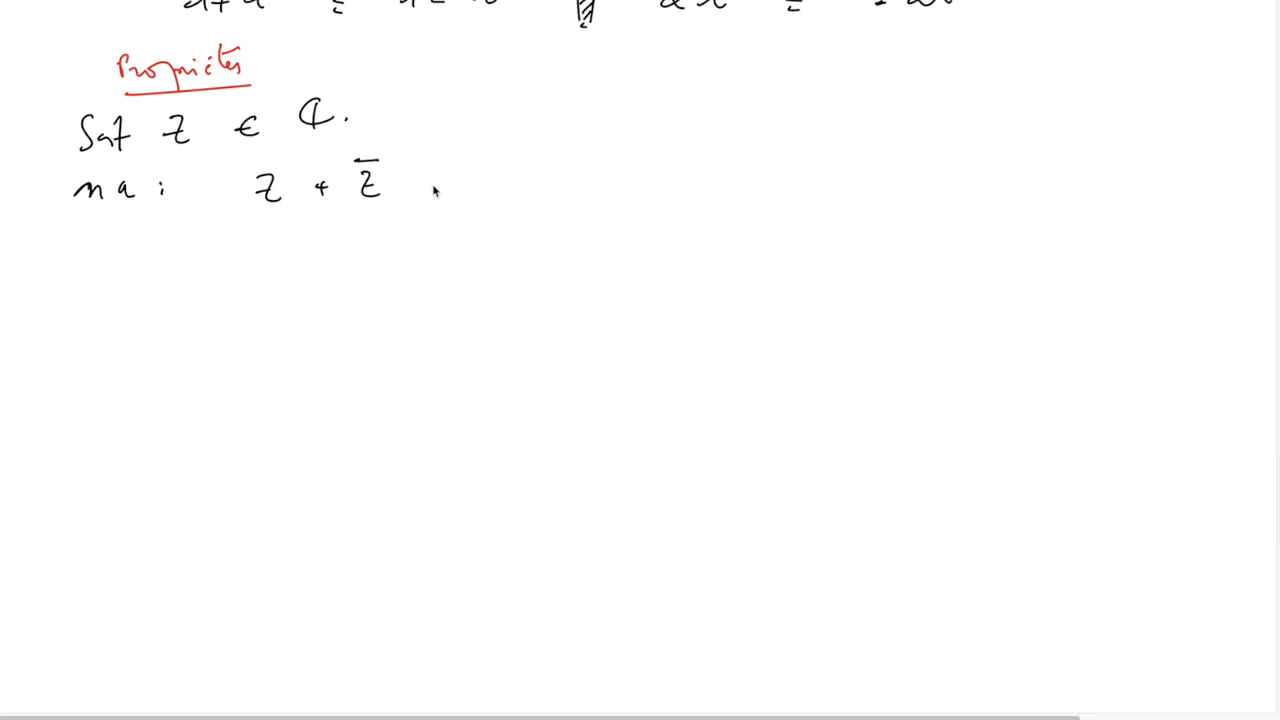 Propriétés
Soit Z ∈ ℂ.
on a : Z + Z̅